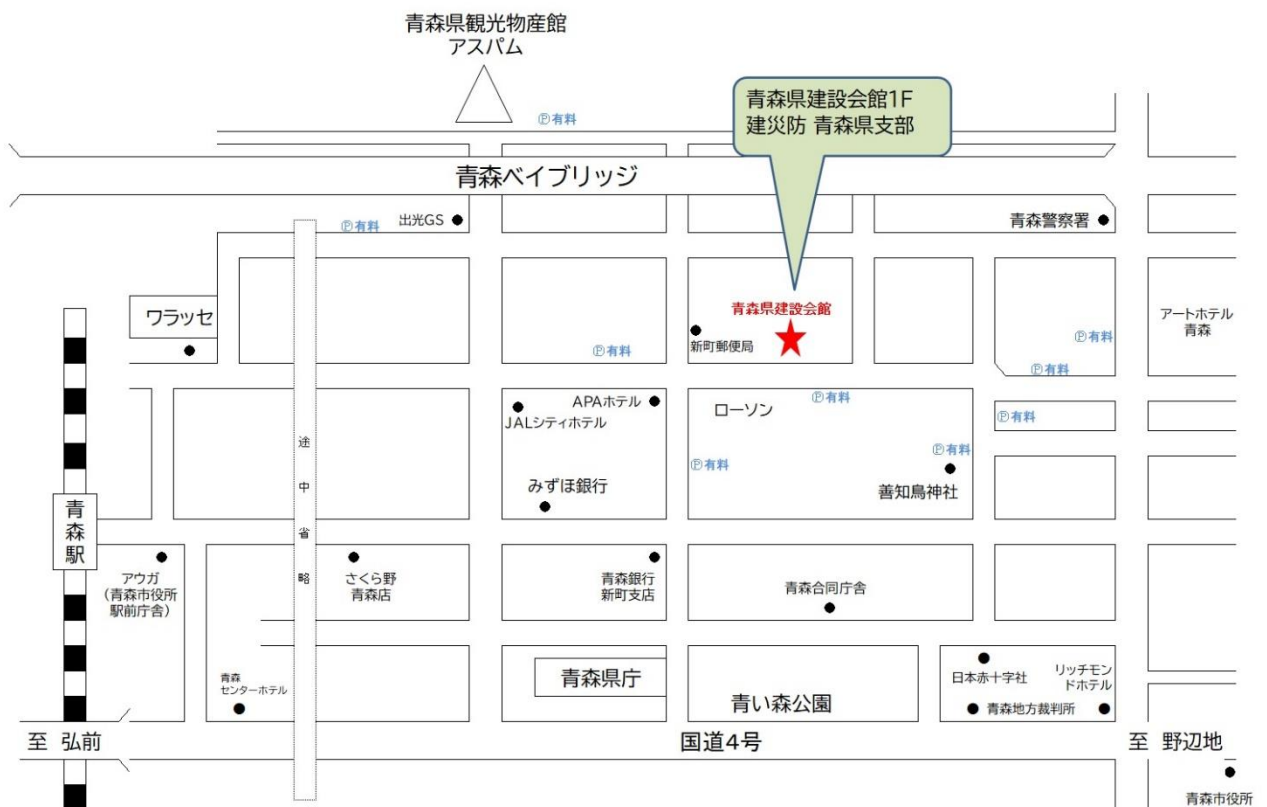 青森県観光物産館
アスパム
Ⓟ有料
青森県建設会館1F
建災防 青森県支部
青森ベイブリッジ
Ⓟ有料
出光GS
青森警察署
ワラッセ
青森県建設会館
新町郵便局
Ⓟ有料
Ⓟ有料
Ⓟ有料
アートホテル
青森
APAホテル
JALシティホテル
ローソン
Ⓟ有料
Ⓟ有料
Ⓟ有料
Ⓟ有料
善知鳥神社
みずほ銀行
途中省略
青森駅
アウガ
(青森市役所
駅前庁舎)
さくら野
青森店
青森銀行
新町支店
青森合同庁舎
青森
センターホテル
青森県庁
青い森公園
日本赤十字社
リッチモン
ドホテル
青森地方裁判所
至 弘前
国道4号
至 野辺地
青森市役所